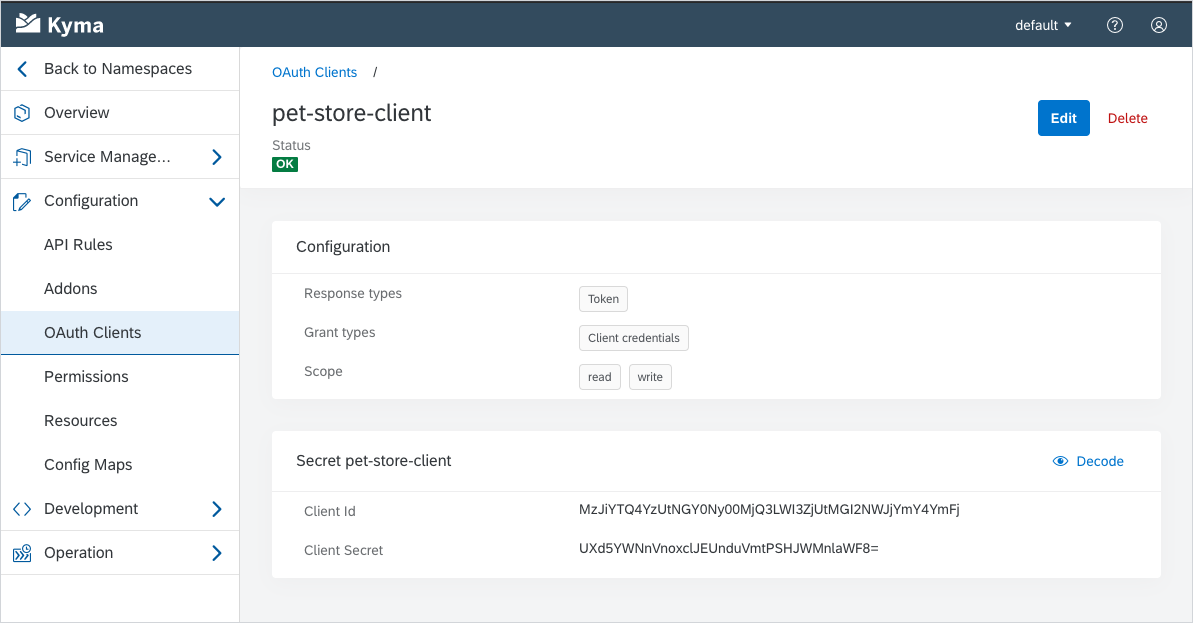 Kyma
default
Back to Namespaces
Overview
Service Manage...
Configuration
API Rules
Addons
OAuth Clients
Permissions
Resources
Config Maps
Development
Operation
OAuth Clients /
pet-store-client
Edit
Delete
Status
OK
Configuration
Response types Token
Grant types Client credentials
Scope read write
Secret pet-store-client
Decode
Client Id MzJiYTQ4YzUtNGY0Ny00MjQ3LWI3ZjUtMGI2NWJjYmY4YmFj
Client Secret UXd5YWNnVnoxclJEUnduVmtPSHJWMnlaWF8=